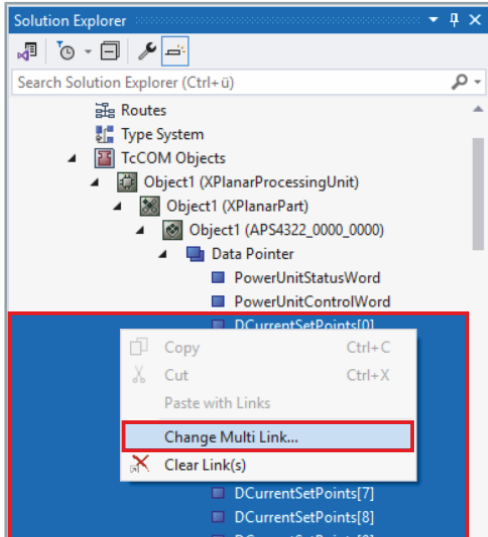 Solution Explorer
Search Solution Explorer (Ctrl+ü)
Routes
Type System
TcCOM Objects
Object1 (XPlanarProcessingUnit)
Object1 (XPlanarPart)
Object1 (APS4322_0000_0000)
Data Pointer
PowerUnitStatusWord
PowerUnitControlWord
DCurrentSetPoints[0]
Copy Ctrl+C
Cut Ctrl+X
Paste with Links
Change Multi Link...
Clear Link(s)
DCurrentSetPoints[7]
DCurrentSetPoints[8]